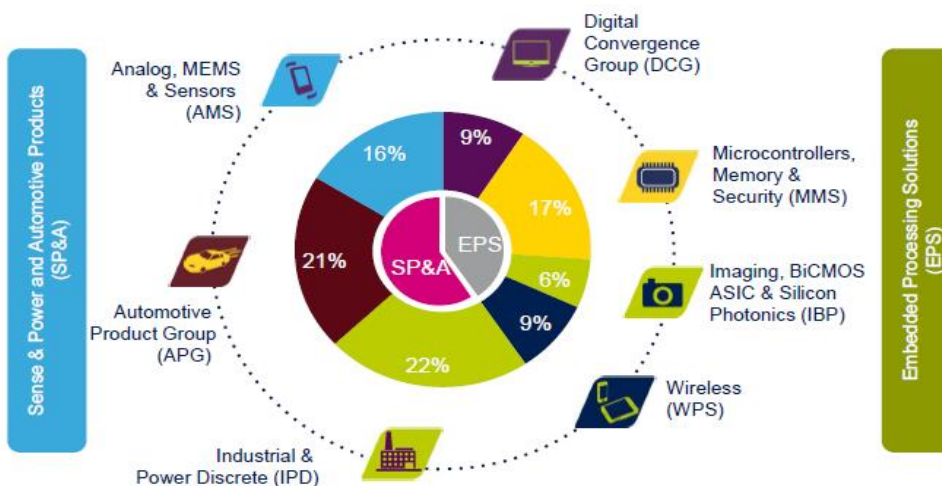 Sense & Power and Automotive Products
(SP&A)
Analog, MEMS
& Sensors
(AMS)
Automotive
Product Group
(APG)
Industrial &
Power Discrete (IPD)
16%
9%
17%
6%
9%
22%
21%
SP&A
EPS
Digital
Convergence
Group (DCG)
Microcontrollers,
Memory &
Security (MMS)
Imaging, BiCMOS
ASIC & Silicon
Photonics (IBP)
Wireless
(WPS)
Embedded Processing Solutions
(EPS)